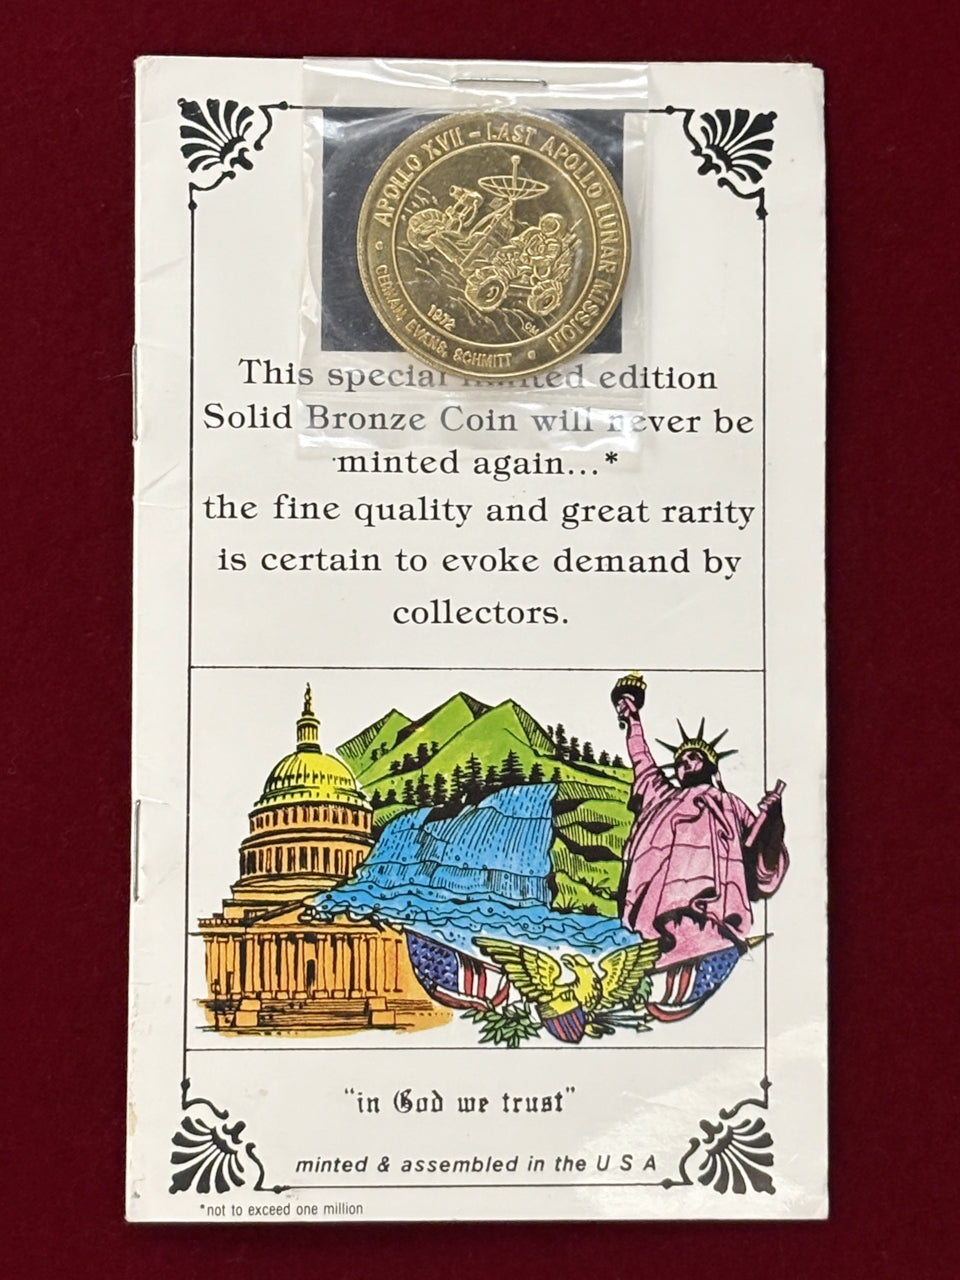 APOLLO XVII - LAST APOLLO LUNAR MISSION
1972
CERNAN, EVANS, SCHMITT
This special limited edition
Solid Bronze Coin will never be
minted again...*
the fine quality and great rarity
is certain to evoke demand by
collectors.
"in God we trust"
minted & assembled in the U S A
*not to exceed one million